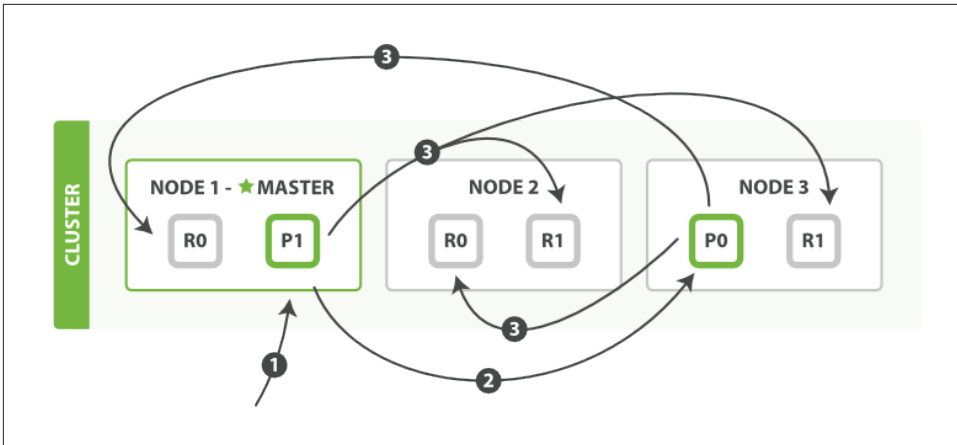 3
CLUSTER
3
NODE 1 - ★ MASTER
NODE 2
NODE 3
R0
P1
R0
R1
P0
R1
3
1
2